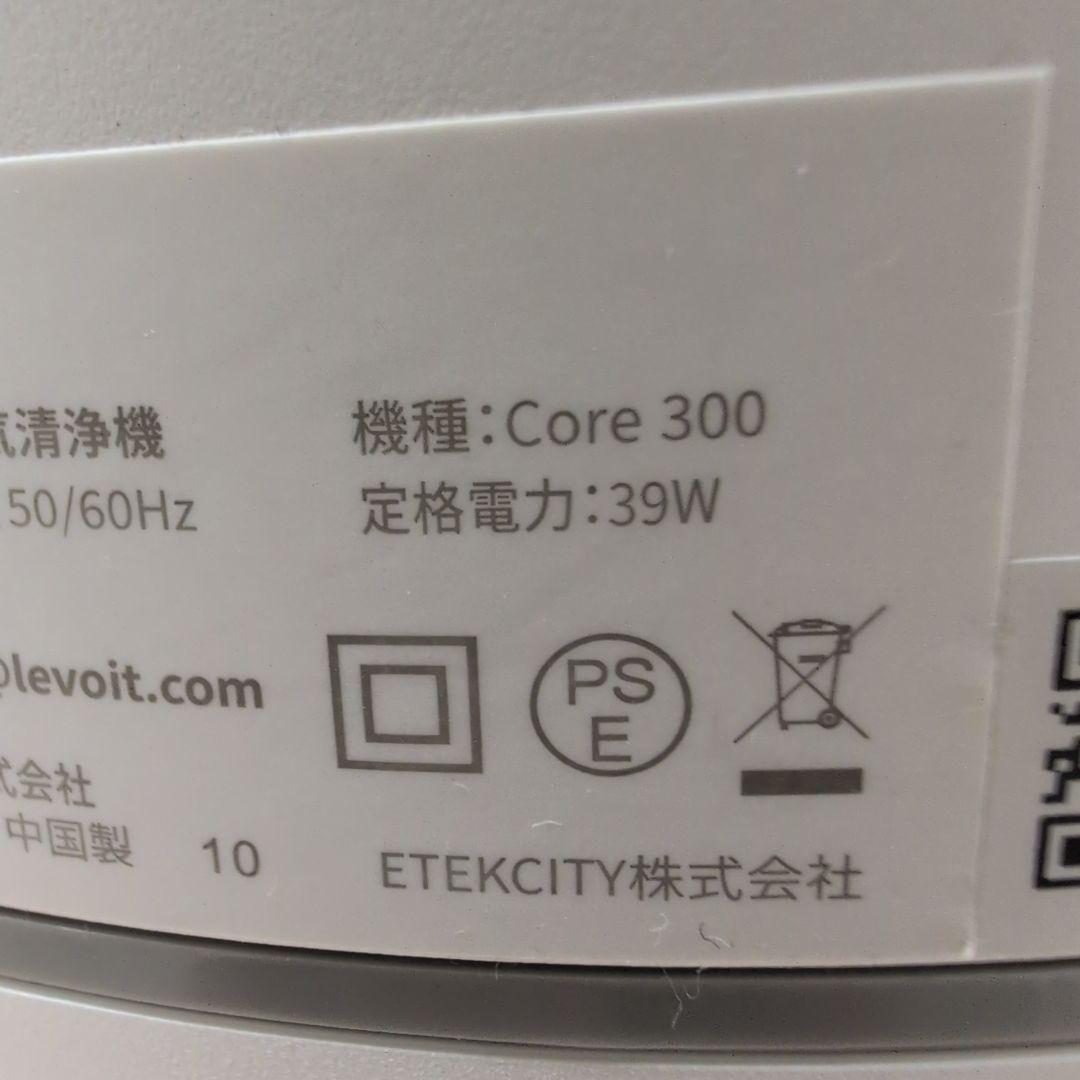 気清浄機
機種：Core 300
50/60Hz
定格電力：39W
@levoit.com
PS
E
式会社
中国製
10
ETEKCITY株式会社